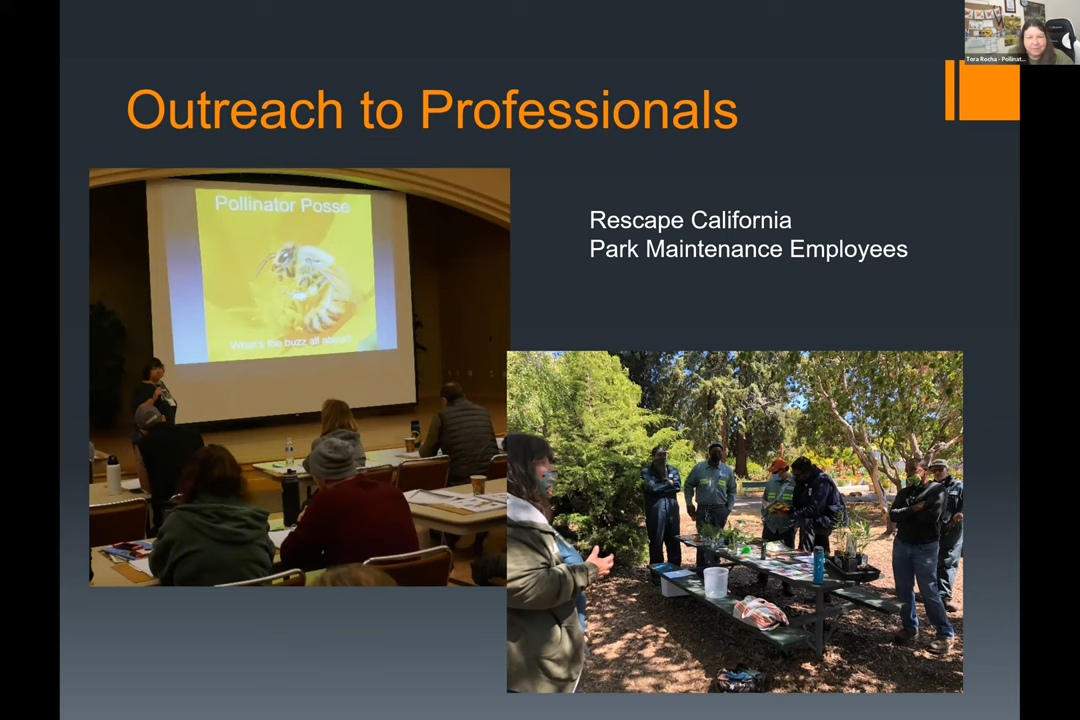 Outreach to Professionals
Tora Rocha - Pollinat...
Pollinator Posse
What's the buzz all about?
Rescape California
Park Maintenance Employees